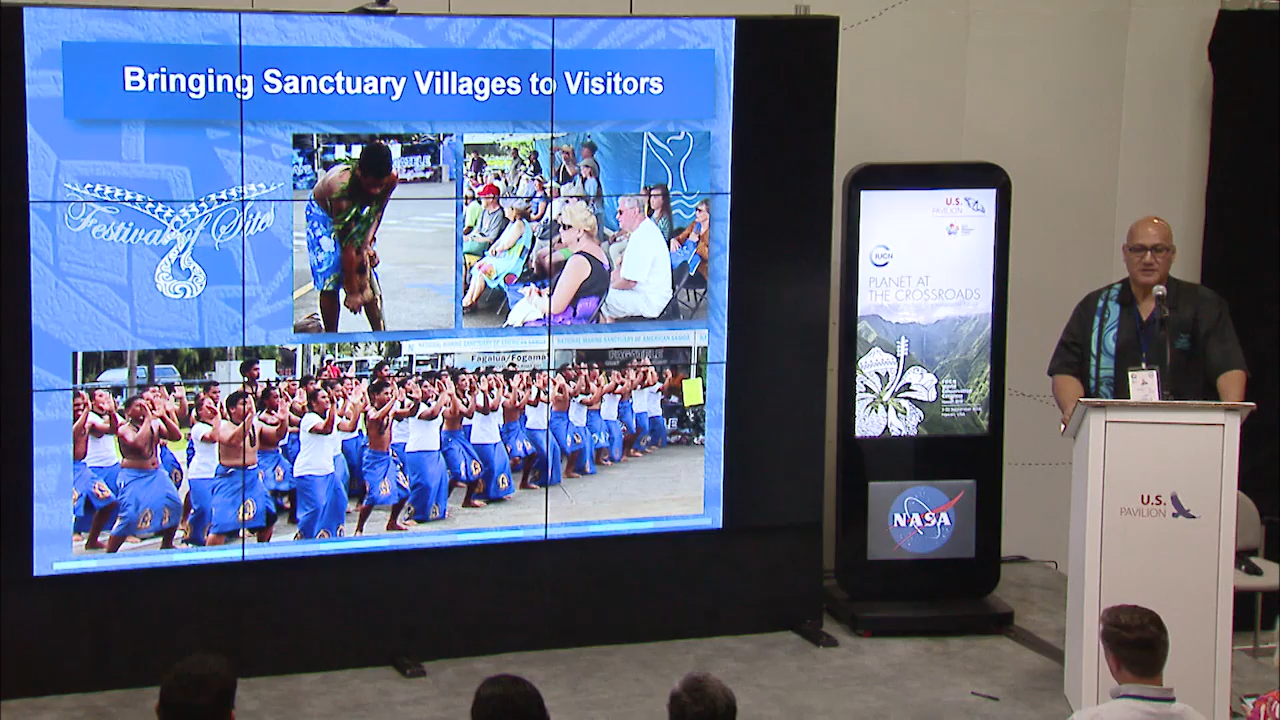 Bringing Sanctuary Villages to Visitors
Festival of Sites
NATIONAL MARINE SANCTUARY OF AMERICAN SAMOA
Fagalua/Fogama
FAGATELE
U.S.
PAVILION
IUCN
PLANET AT
THE CROSSROADS
NASA
U.S.
PAVILION